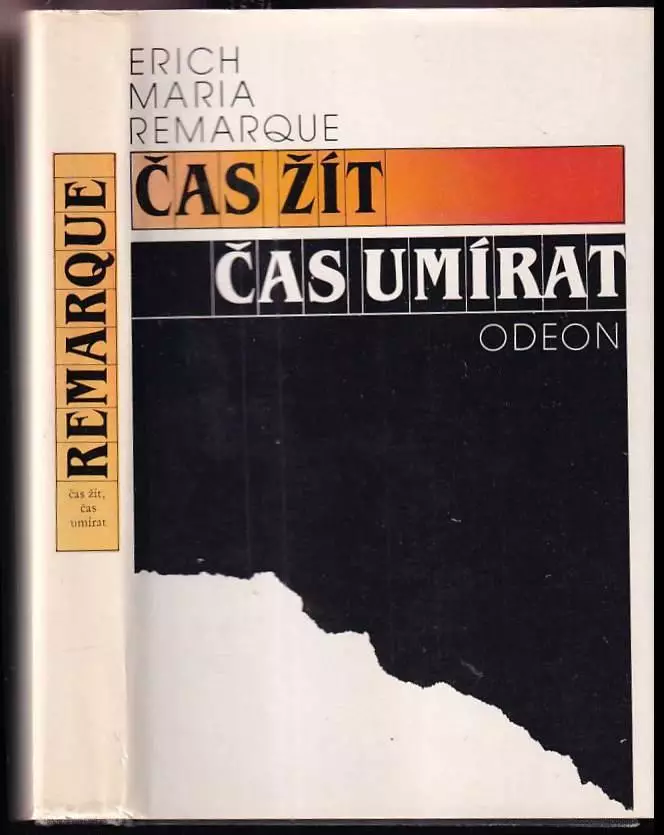 ERICH
MARIA
REMARQUE
ČAS ŽÍT
ČAS UMÍRAT
ODEON
REMARQUE
čas žít,
čas
umírat